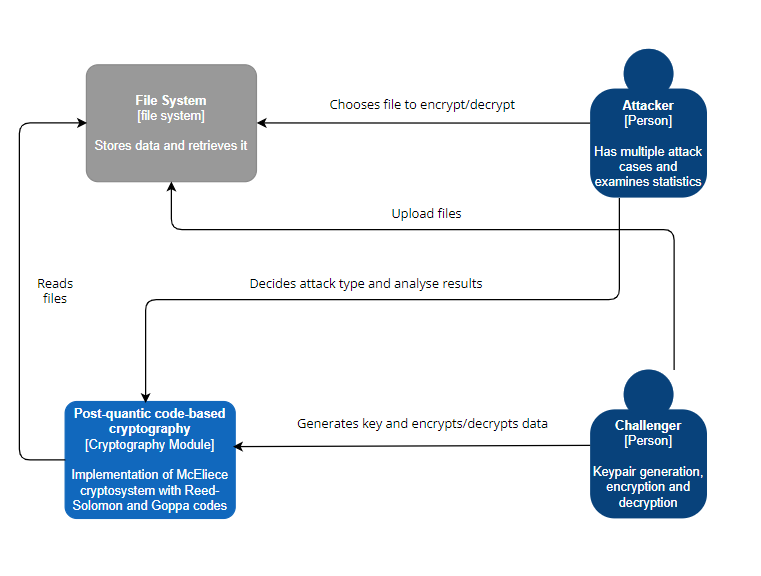 File System
[file system]
Stores data and retrieves it
Chooses file to encrypt/decrypt
Attacker
[Person]
Has multiple attack
cases and
examines statistics
Upload files
Reads
files
Decides attack type and analyse results
Post-quantic code-based
cryptography
[Cryptography Module]
Implementation of McEliece
cryptosystem with Reed-
Solomon and Goppa codes
Generates key and encrypts/decrypts data
Challenger
[Person]
Keypair generation,
encryption and
decryption